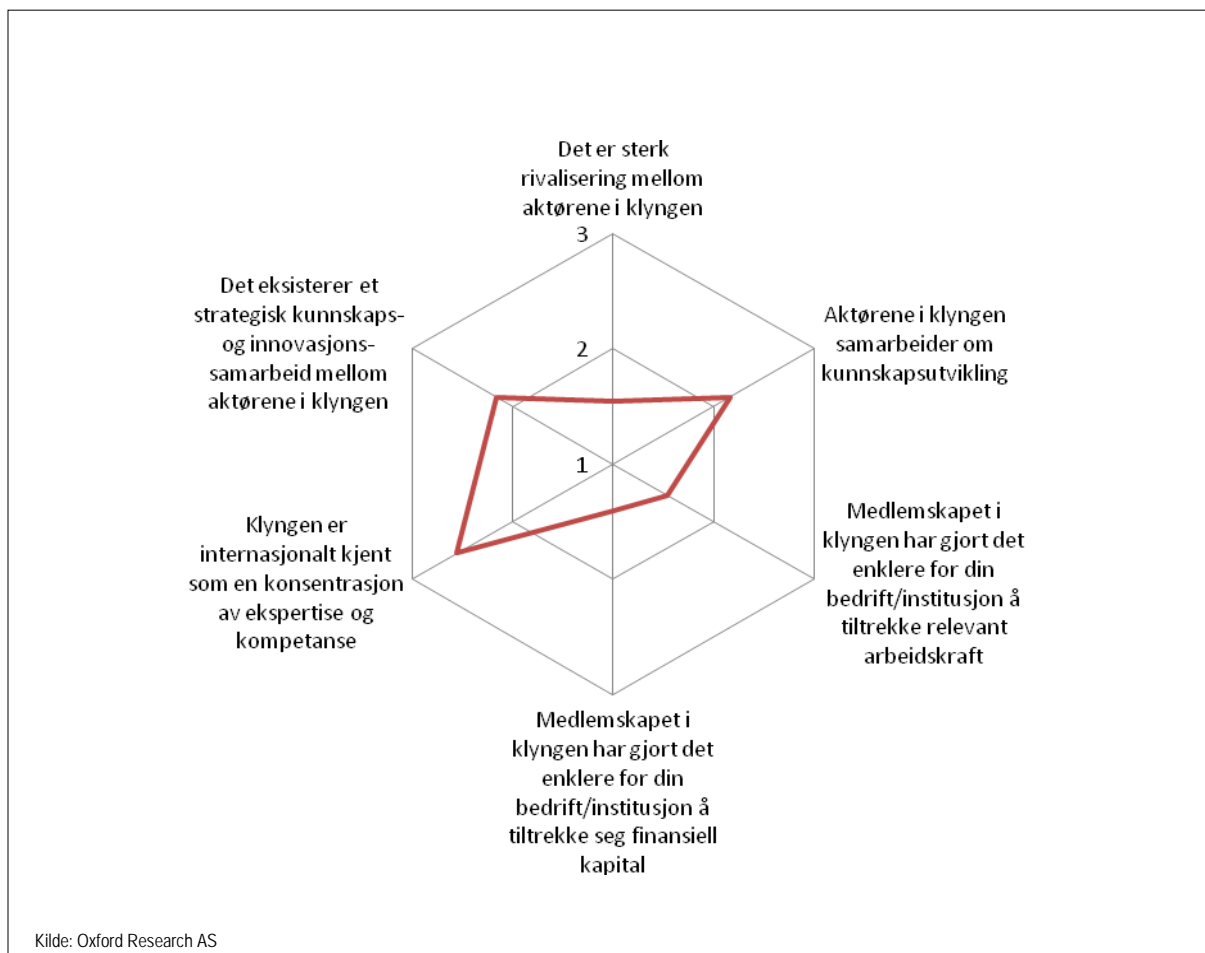 Det er sterk
rivalisering mellom
aktørene i klyngen
3
Det eksisterer et
strategisk kunnskaps-
og innovasjons-
samarbeid mellom
aktørene i klyngen
Aktørene i klyngen
samarbeider om
kunnskapsutvikling
2
1
Klyngen er
internasjonalt kjent
som en konsentrasjon
av ekspertise og
kompetanse
Medlemskapet i
klyngen har gjort det
enklere for din
bedrift/institusjon å
tiltrekke relevant
arbeidskraft
Medlemskapet i
klyngen har gjort det
enklere for din
bedrift/institusjon å
tiltrekke seg finansiell
kapital
Kilde: Oxford Research AS